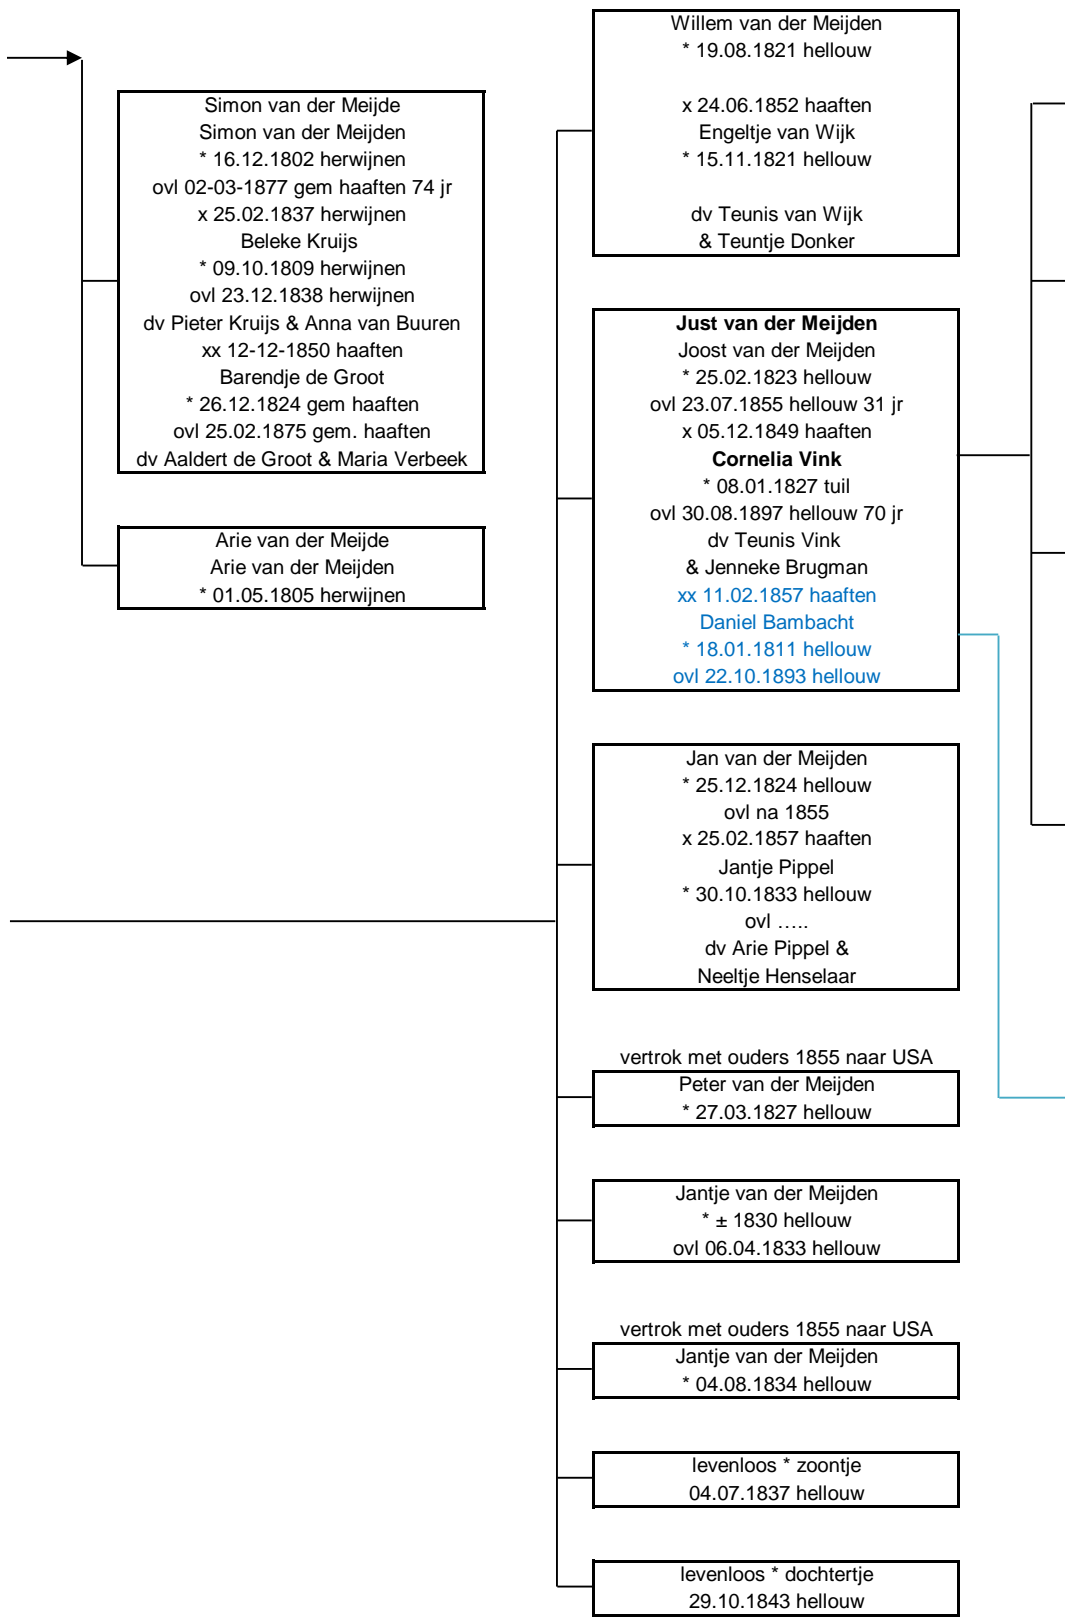 Simon van der Meijde
Simon van der Meijden
* 16.12.1802 herwijnen
ovl 02-03-1877 gem haaften 74 jr
x 25.02.1837 herwijnen
Beleke Kruijs
* 09.10.1809 herwijnen
ovl 23.12.1838 herwijnen
dv Pieter Kruijs & Anna van Buuren
xx 12-12-1850 haaften
Barendje de Groot
* 26.12.1824 gem haaften
ovl 25.02.1875 gem. haaften
dv Aaldert de Groot & Maria Verbeek
Arie van der Meijde
Arie van der Meijden
* 01.05.1805 herwijnen
Willem van der Meijden
* 19.08.1821 hellouw
x 24.06.1852 haaften
Engeltje van Wijk
* 15.11.1821 hellouw
dv Teunis van Wijk
& Teuntje Donker
Just van der Meijden
Joost van der Meijden
* 25.02.1823 hellouw
ovl 23.07.1855 hellouw 31 jr
x 05.12.1849 haaften
Cornelia Vink
* 08.01.1827 tuil
ovl 30.08.1897 hellouw 70 jr
dv Teunis Vink
& Jenneke Brugman
xx 11.02.1857 haaften
Daniel Bambacht
* 18.01.1811 hellouw
ovl 22.10.1893 hellouw
Jan van der Meijden
* 25.12.1824 hellouw
ovl na 1855
x 25.02.1857 haaften
Jantje Pippel
* 30.10.1833 hellouw
ovl …..
dv Arie Pippel &
Neeltje Henselaar
vertrok met ouders 1855 naar USA
Peter van der Meijden
* 27.03.1827 hellouw
Jantje van der Meijden
* ± 1830 hellouw
ovl 06.04.1833 hellouw
vertrok met ouders 1855 naar USA
Jantje van der Meijden
* 04.08.1834 hellouw
levenloos * zoontje
04.07.1837 hellouw
levenloos * dochtertje
29.10.1843 hellouw